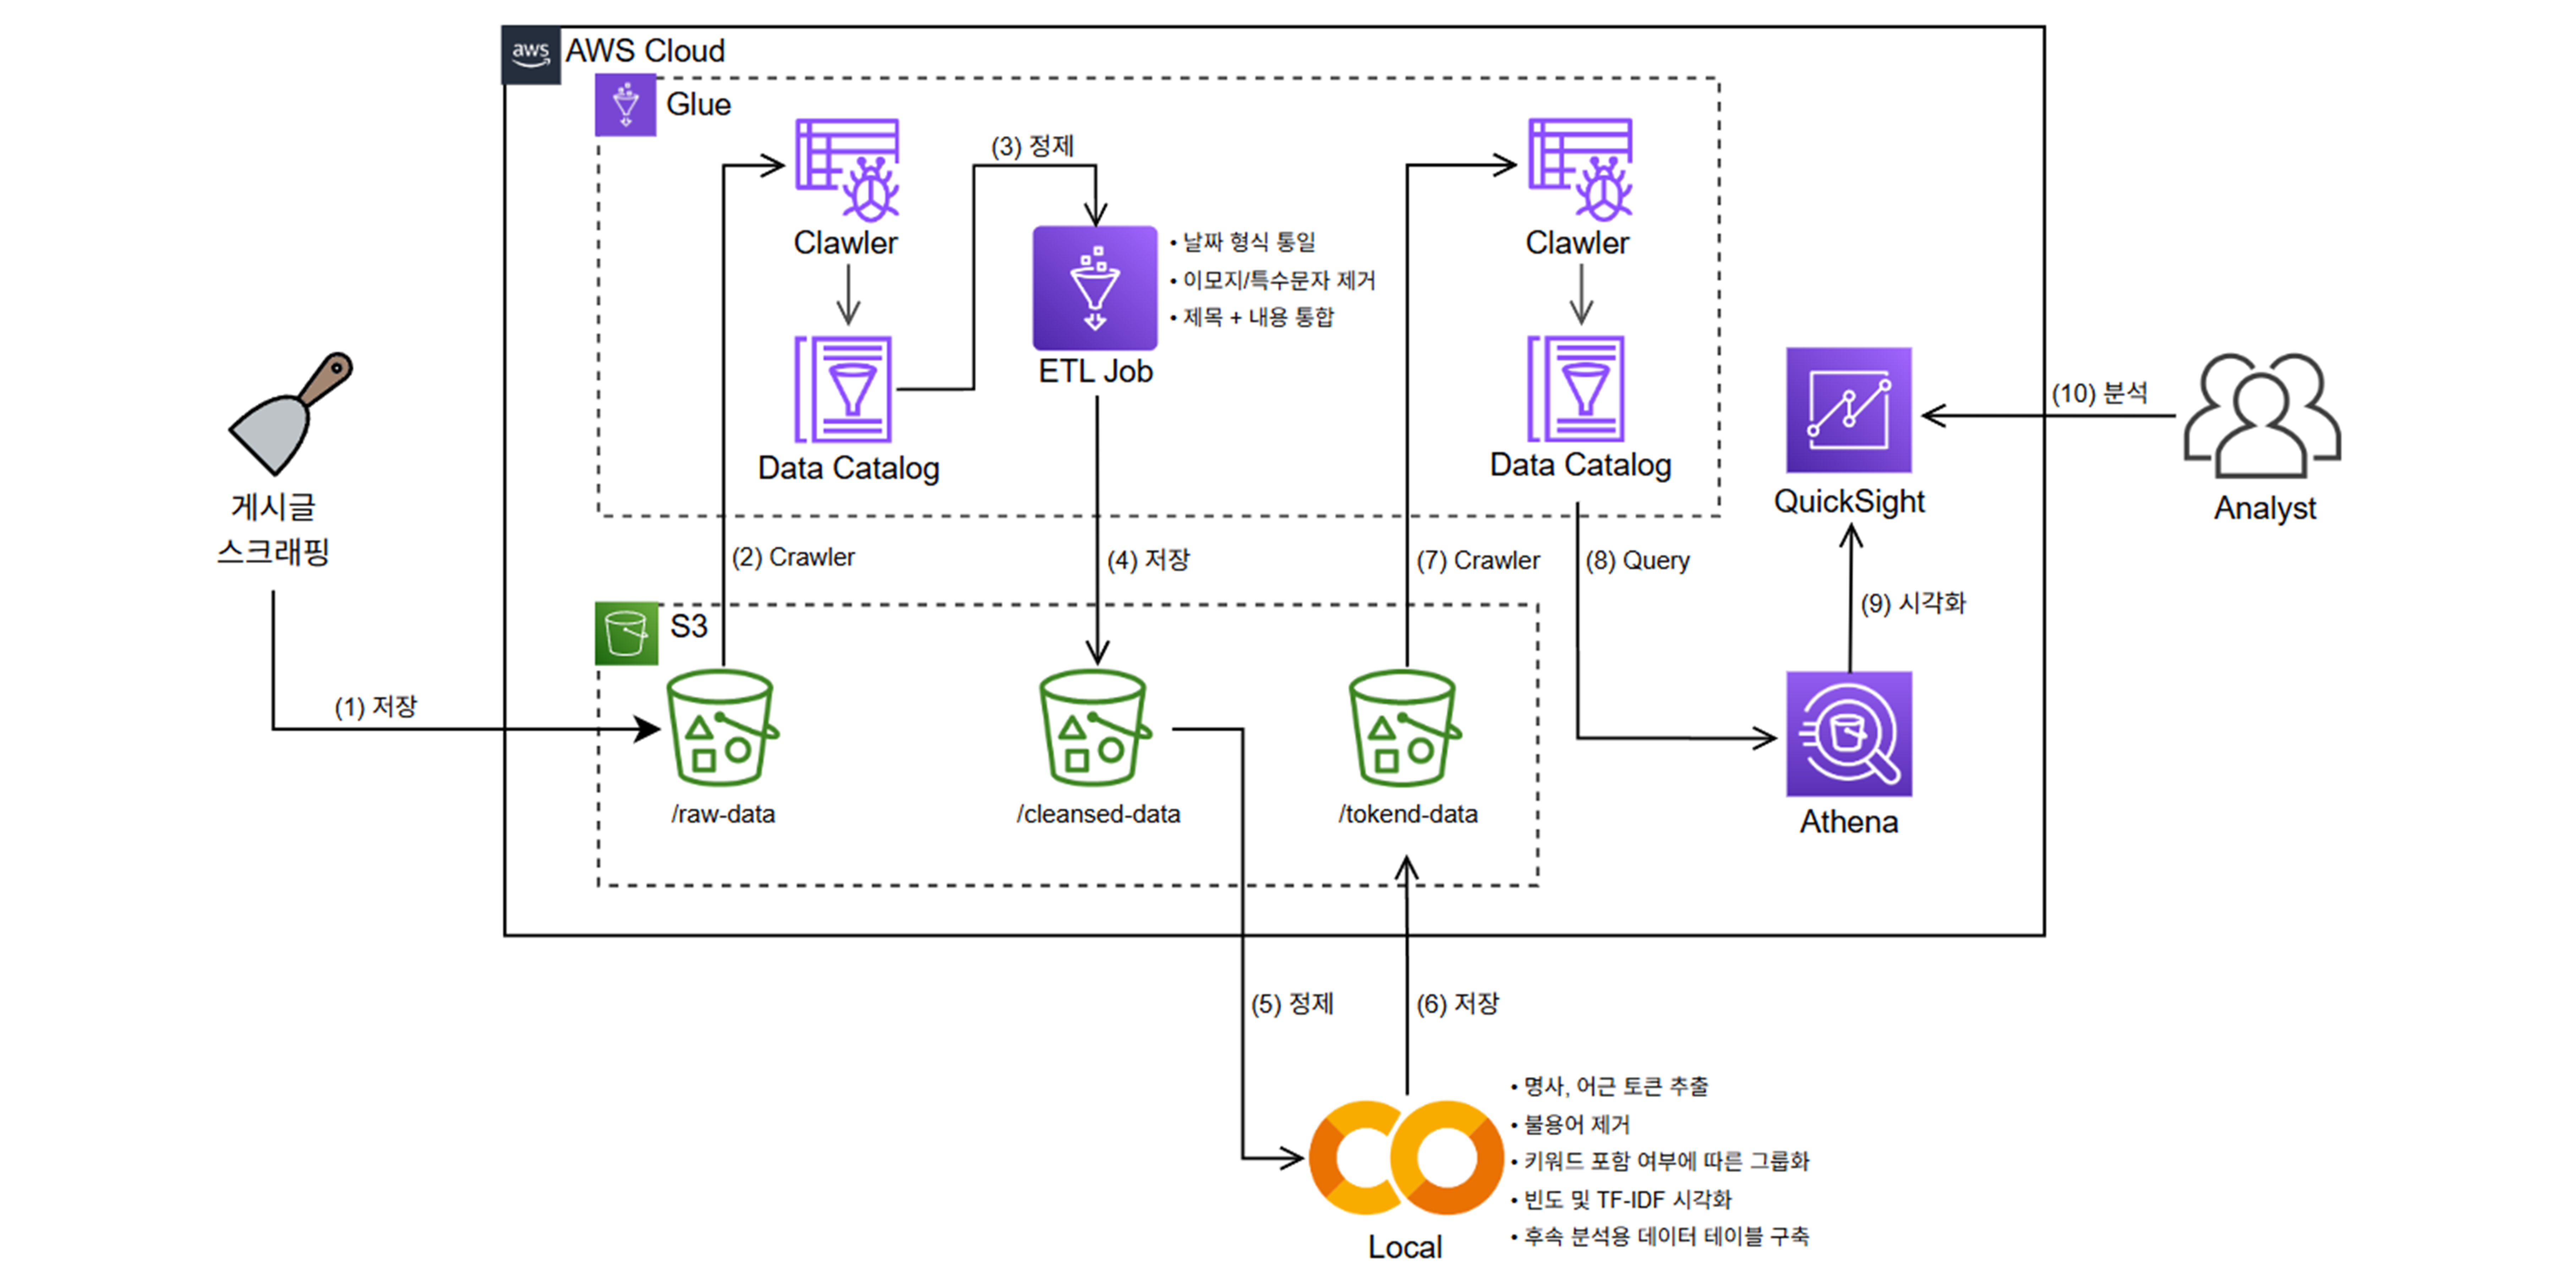 aws
AWS Cloud
Glue
Clawler
Data Catalog
(3) 정제
ETL Job
• 날짜 형식 통일
• 이모지/특수문자 제거
• 제목 + 내용 통합
Clawler
Data Catalog
QuickSight
(10) 분석
Analyst
게시글
스크래핑
(1) 저장
(2) Crawler
(4) 저장
(7) Crawler
(8) Query
(9) 시각화
S3
/raw-data
/cleansed-data
/tokend-data
Athena
(5) 정제
(6) 저장
Local
• 명사, 어근 토큰 추출
• 불용어 제거
• 키워드 포함 여부에 따른 그룹화
• 빈도 및 TF-IDF 시각화
• 후속 분석용 데이터 테이블 구축